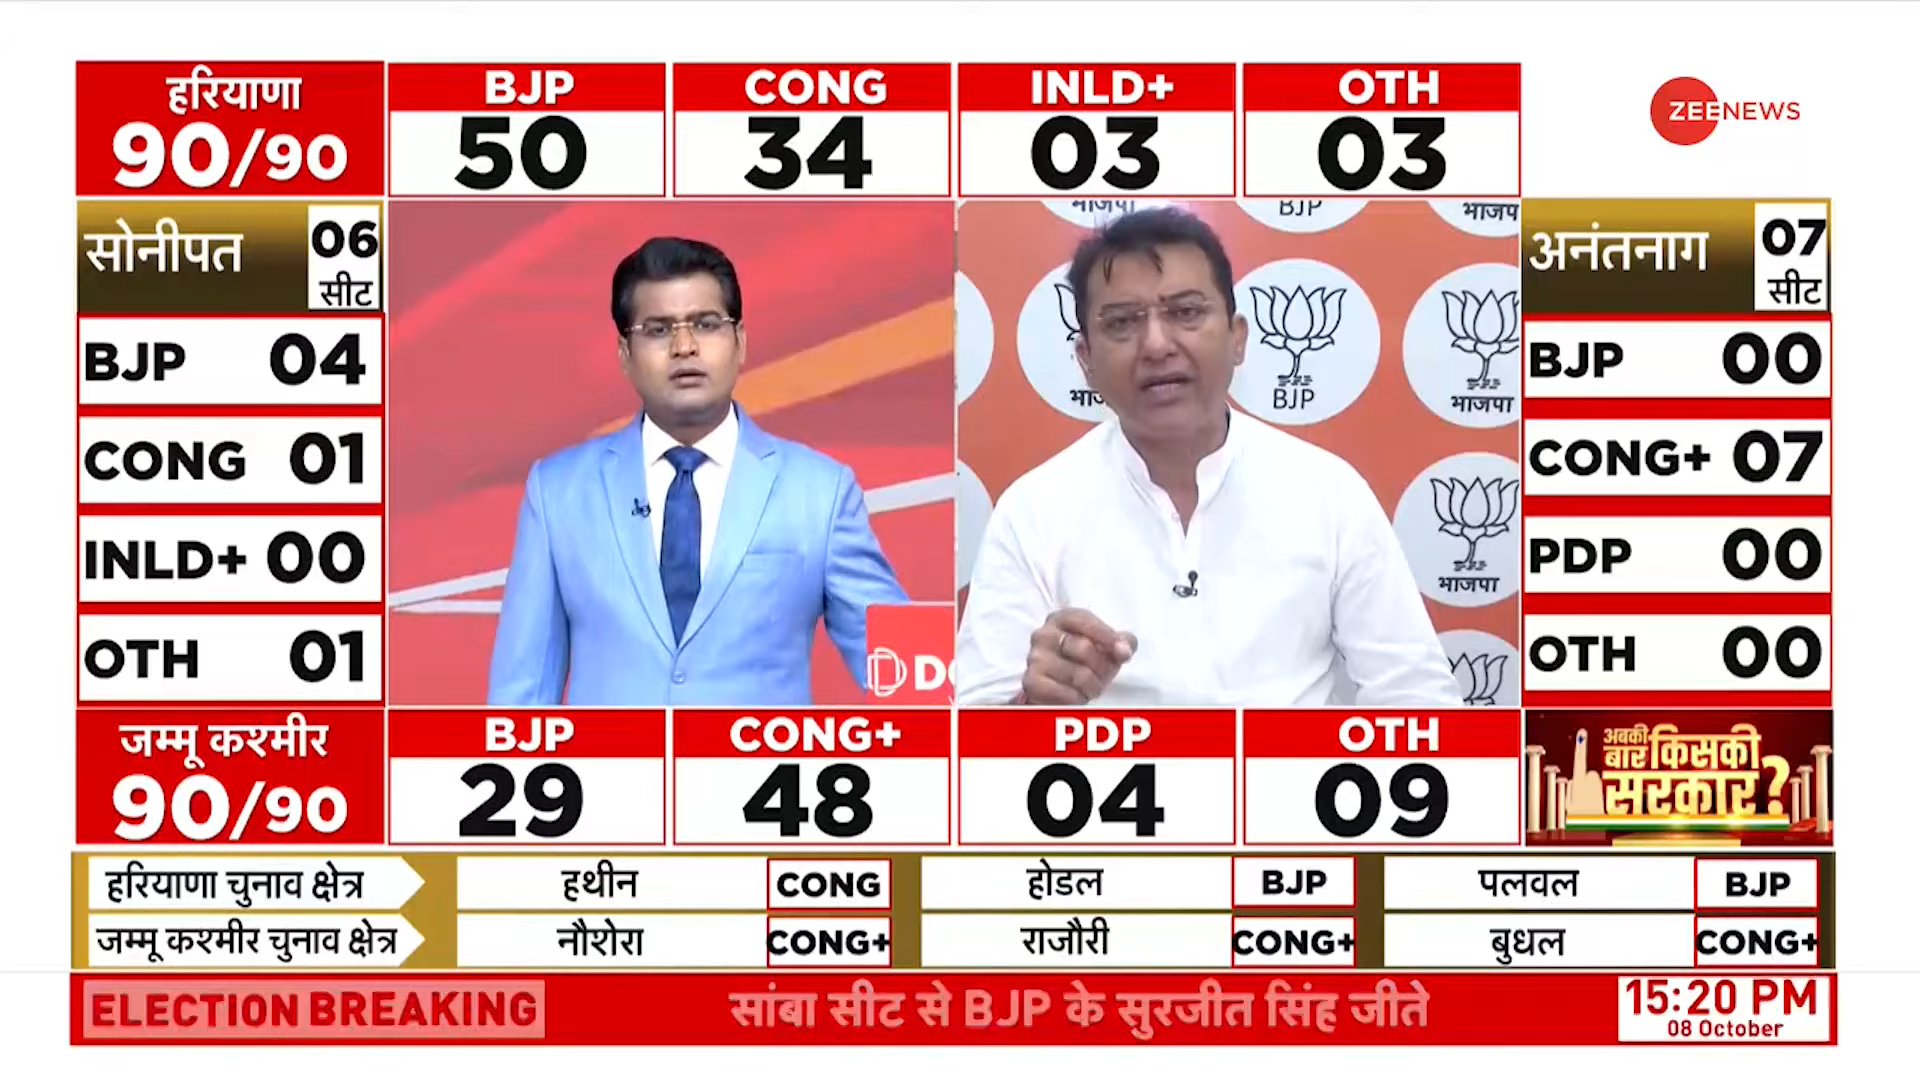 हरियाणा
90/90
BJP
50
CONG
34
INLD+
03
OTH
03
ZEENEWS
सोनीपत
06
सीट
BJP 04
CONG 01
INLD+ 00
OTH 01
भाजपा
BJP
BJP
भाजपा
भाजपा
अनंतनाग
07
सीट
BJP 00
CONG+ 07
PDP 00
OTH 00
जम्मू कश्मीर
90/90
BJP
29
CONG+
48
PDP
04
OTH
09
अबकी
बार किसकी
सरकार?
हरियाणा चुनाव क्षेत्र हथीन CONG होडल BJP पलवल BJP
जम्मू कश्मीर चुनाव क्षेत्र नौशेरा CONG+ राजौरी CONG+ बुधल CONG+
ELECTION BREAKING
सांबा सीट से BJP के सुरजीत सिंह जीते
15:20 PM
08 October